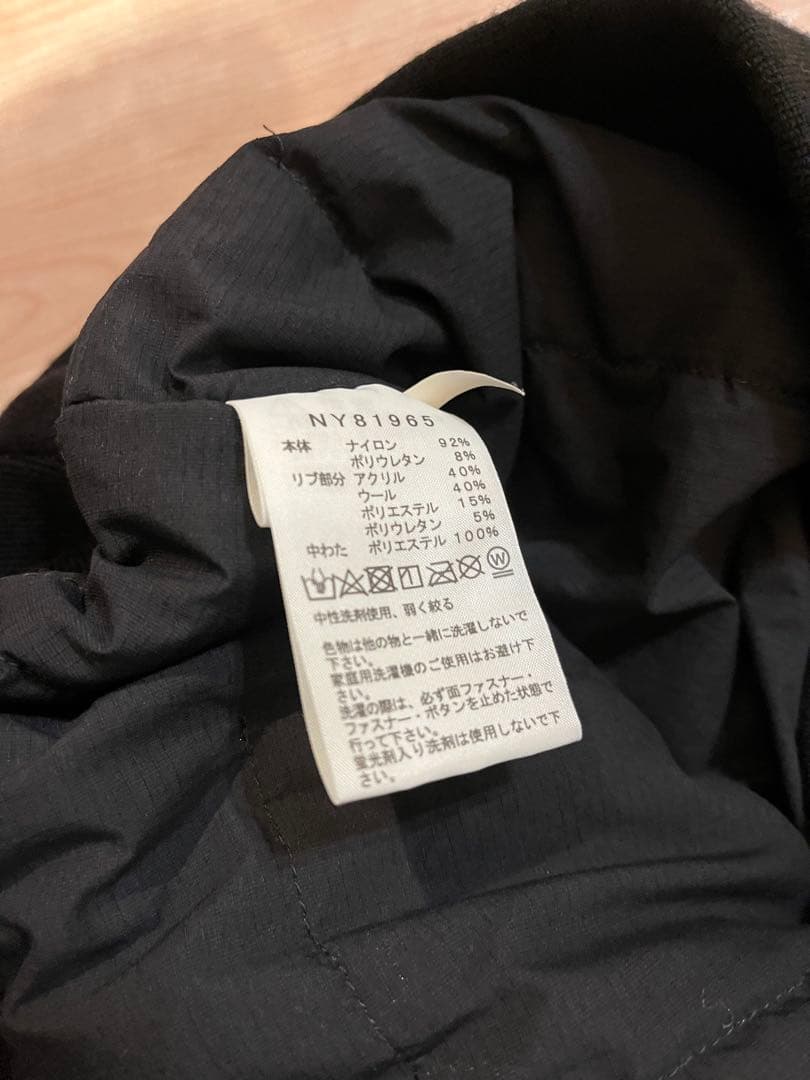 NY81965
本体 ナイロン 92%
ポリウレタン 8%
リブ部分 アクリル 40%
ウール 40%
ポリエステル 15%
ポリウレタン 5%
中わた ポリエステル 100%
W
中性洗剤使用、弱く絞る
色物は他の物と一緒に洗濯しないで
下さい。
家庭用洗濯機のご使用はお避け下
さい。
洗濯の際は、必ず面ファスナー・
ファスナー・ボタンを止めた状態で
行って下さい。
蛍光剤入り洗剤は使用しないで下
さい。